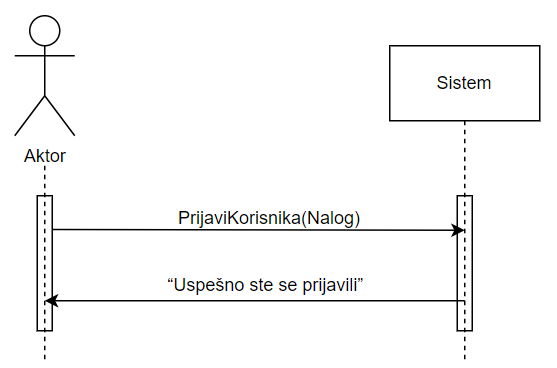 Sistem
Aktor
PrijaviKorisnika(Nalog)
“Uspešno ste se prijavili”